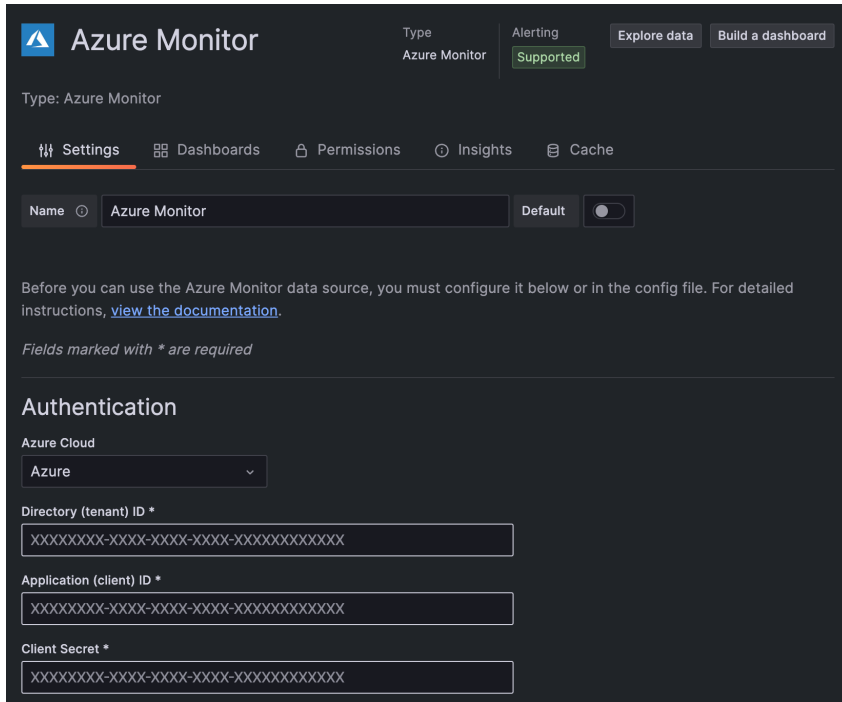 Azure Monitor
Type
Azure Monitor
Alerting
Supported
Explore data
Build a dashboard
Type: Azure Monitor
Settings
Dashboards
Permissions
Insights
Cache
Name
Azure Monitor
Default
Before you can use the Azure Monitor data source, you must configure it below or in the config file. For detailed
instructions, view the documentation.
Fields marked with * are required
Authentication
Azure Cloud
Azure
Directory (tenant) ID *
XXXXXXXX-XXXX-XXXX-XXXX-XXXXXXXXXXXX
Application (client) ID *
XXXXXXXX-XXXX-XXXX-XXXX-XXXXXXXXXXXX
Client Secret *
XXXXXXXX-XXXX-XXXX-XXXX-XXXXXXXXXXXX